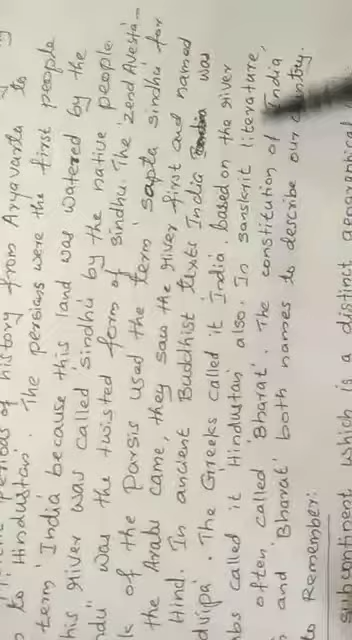 periods of history from Aryavarta to
to Hindustan. The persians were the first people
term 'India because this land was watered by the
his river was called sindhu by the native people.
ndu" was the twisted form of sindhu. The 'zend Avesta'-
k of the Parsis used the term 'sapta sindhu for
the Arabs came, they saw the river first and named
Hind. In ancient Buddhist texts India was
dvipa'. The Greeks called it India. based on the river
bs called it Hindustan also. In sanskrit literature,
often called 'Bharat'. The constitution of India
and 'Bharat' both names to describe our country.
to Remember:
subcontinent which is a distinct geographical